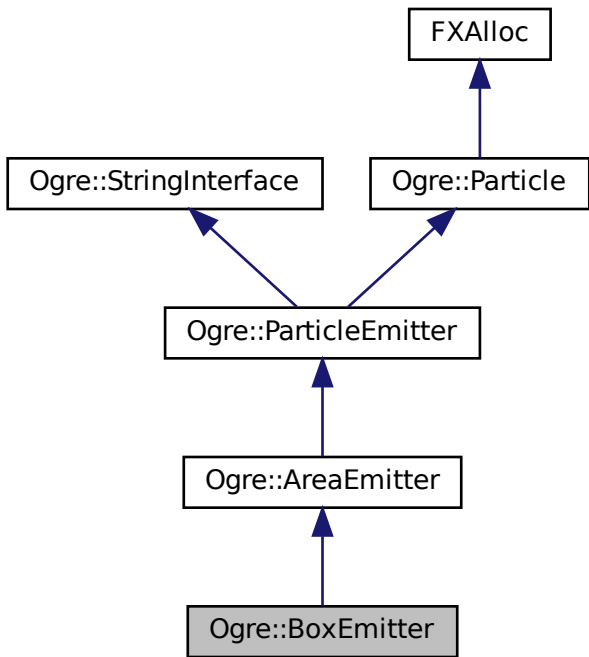 FXAlloc
Ogre::StringInterface
Ogre::Particle
Ogre::ParticleEmitter
Ogre::AreaEmitter
Ogre::BoxEmitter